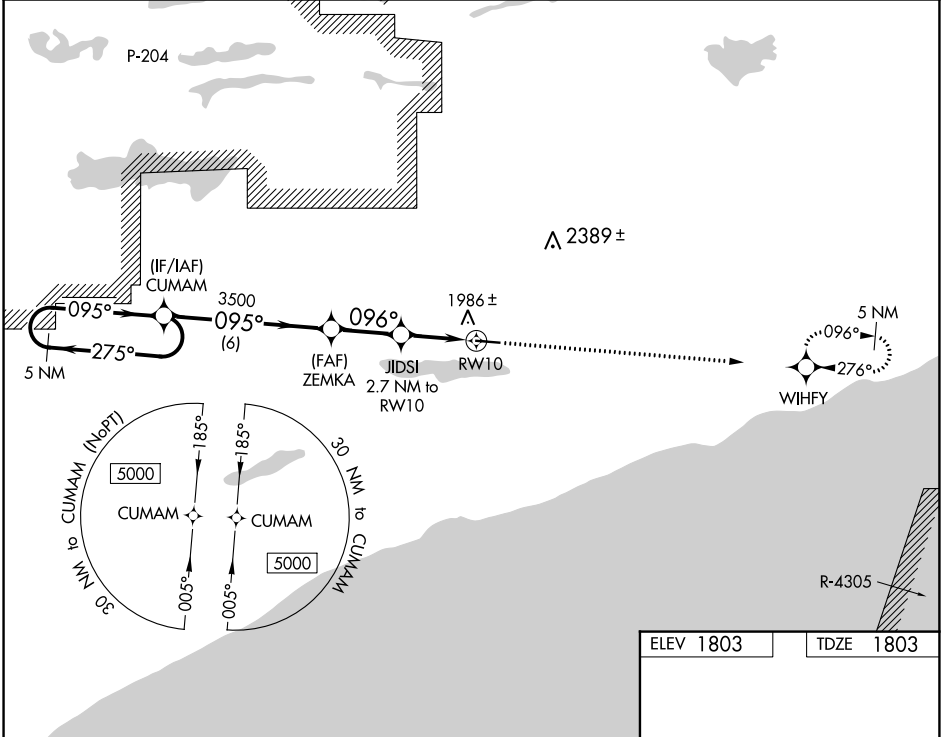 P-204
2389 ±
(IF/IAF)
CUMAM
3500
095°
095°
(6)
096°
1986 ±
5 NM
096°
275°
5 NM
(FAF)
ZEMKA
JIDSI
2.7 NM to
RW10
RW10
276°
WIHFY
30 NM to CUMAM (NoPT)
5000
185°
185°
CUMAM
CUMAM
005°
005°
5000
30 NM to CUMAM
R-4305
ELEV 1803
TDZE 1803